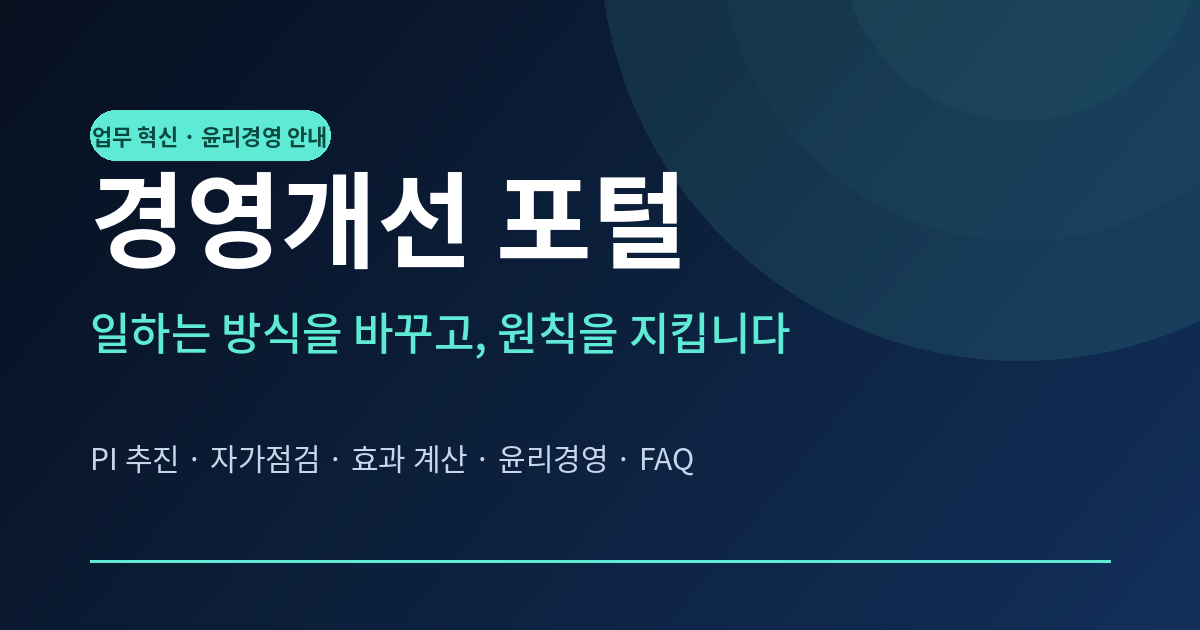 업무 혁신 · 윤리경영 안내
경영개선 포털
일하는 방식을 바꾸고, 원칙을 지킵니다
PI 추진 · 자가점검 · 효과 계산 · 윤리경영 · FAQ